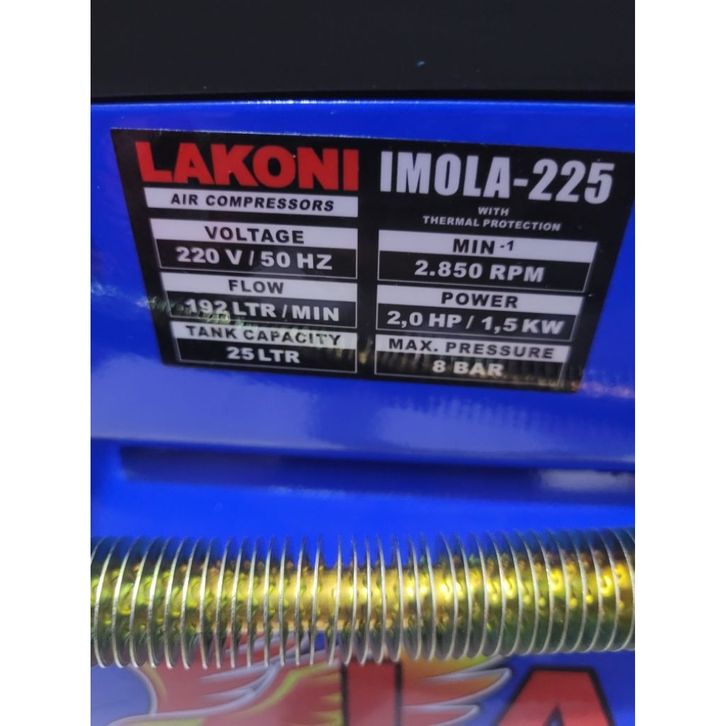 LAKONI
AIR COMPRESSORS
VOLTAGE
220 V / 50 HZ
FLOW
192 LTR / MIN
TANK CAPACITY
25 LTR
IMOLA-225
WITH
THERMAL PROTECTION
MIN -1
2.850 RPM
POWER
2,0 HP / 1,5 KW
MAX. PRESSURE
8 BAR